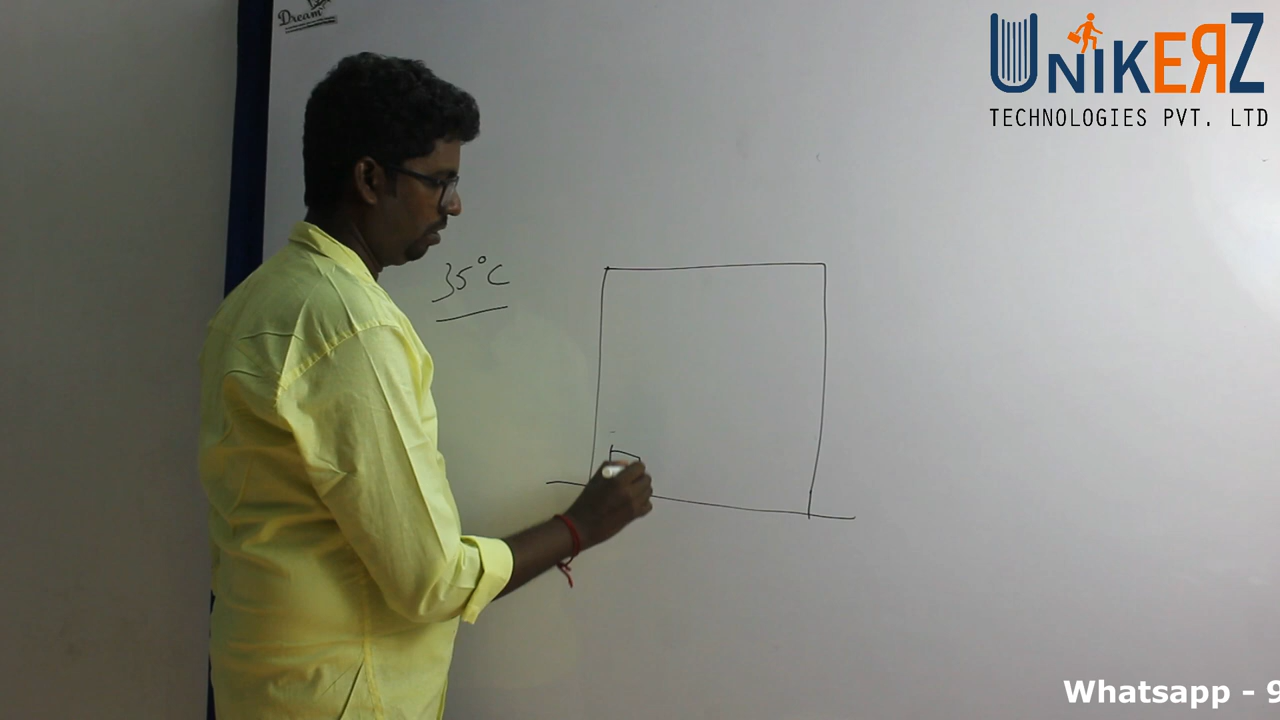 Dream
UNIKERZ
TECHNOLOGIES PVT. LTD
35°C
Whatsapp - 9